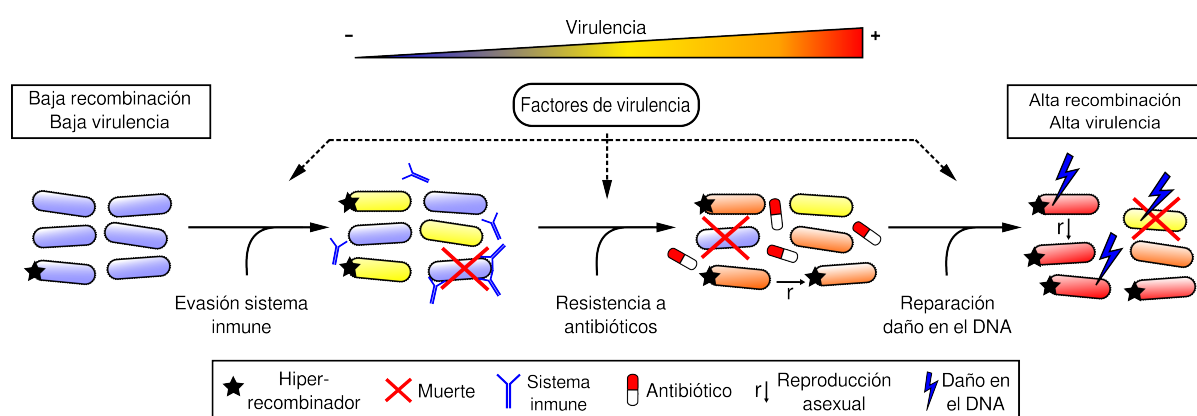 Virulencia
-
+
Baja recombinación
Baja virulencia
Factores de virulencia
Alta recombinación
Alta virulencia
r
r
Evasión sistema
inmune
Resistencia a
antibióticos
Reparación
daño en el DNA
Hiper-
recombinador
Muerte
Sistema
inmune
Antibiótico
r
Reproducción
asexual
Daño en
el DNA